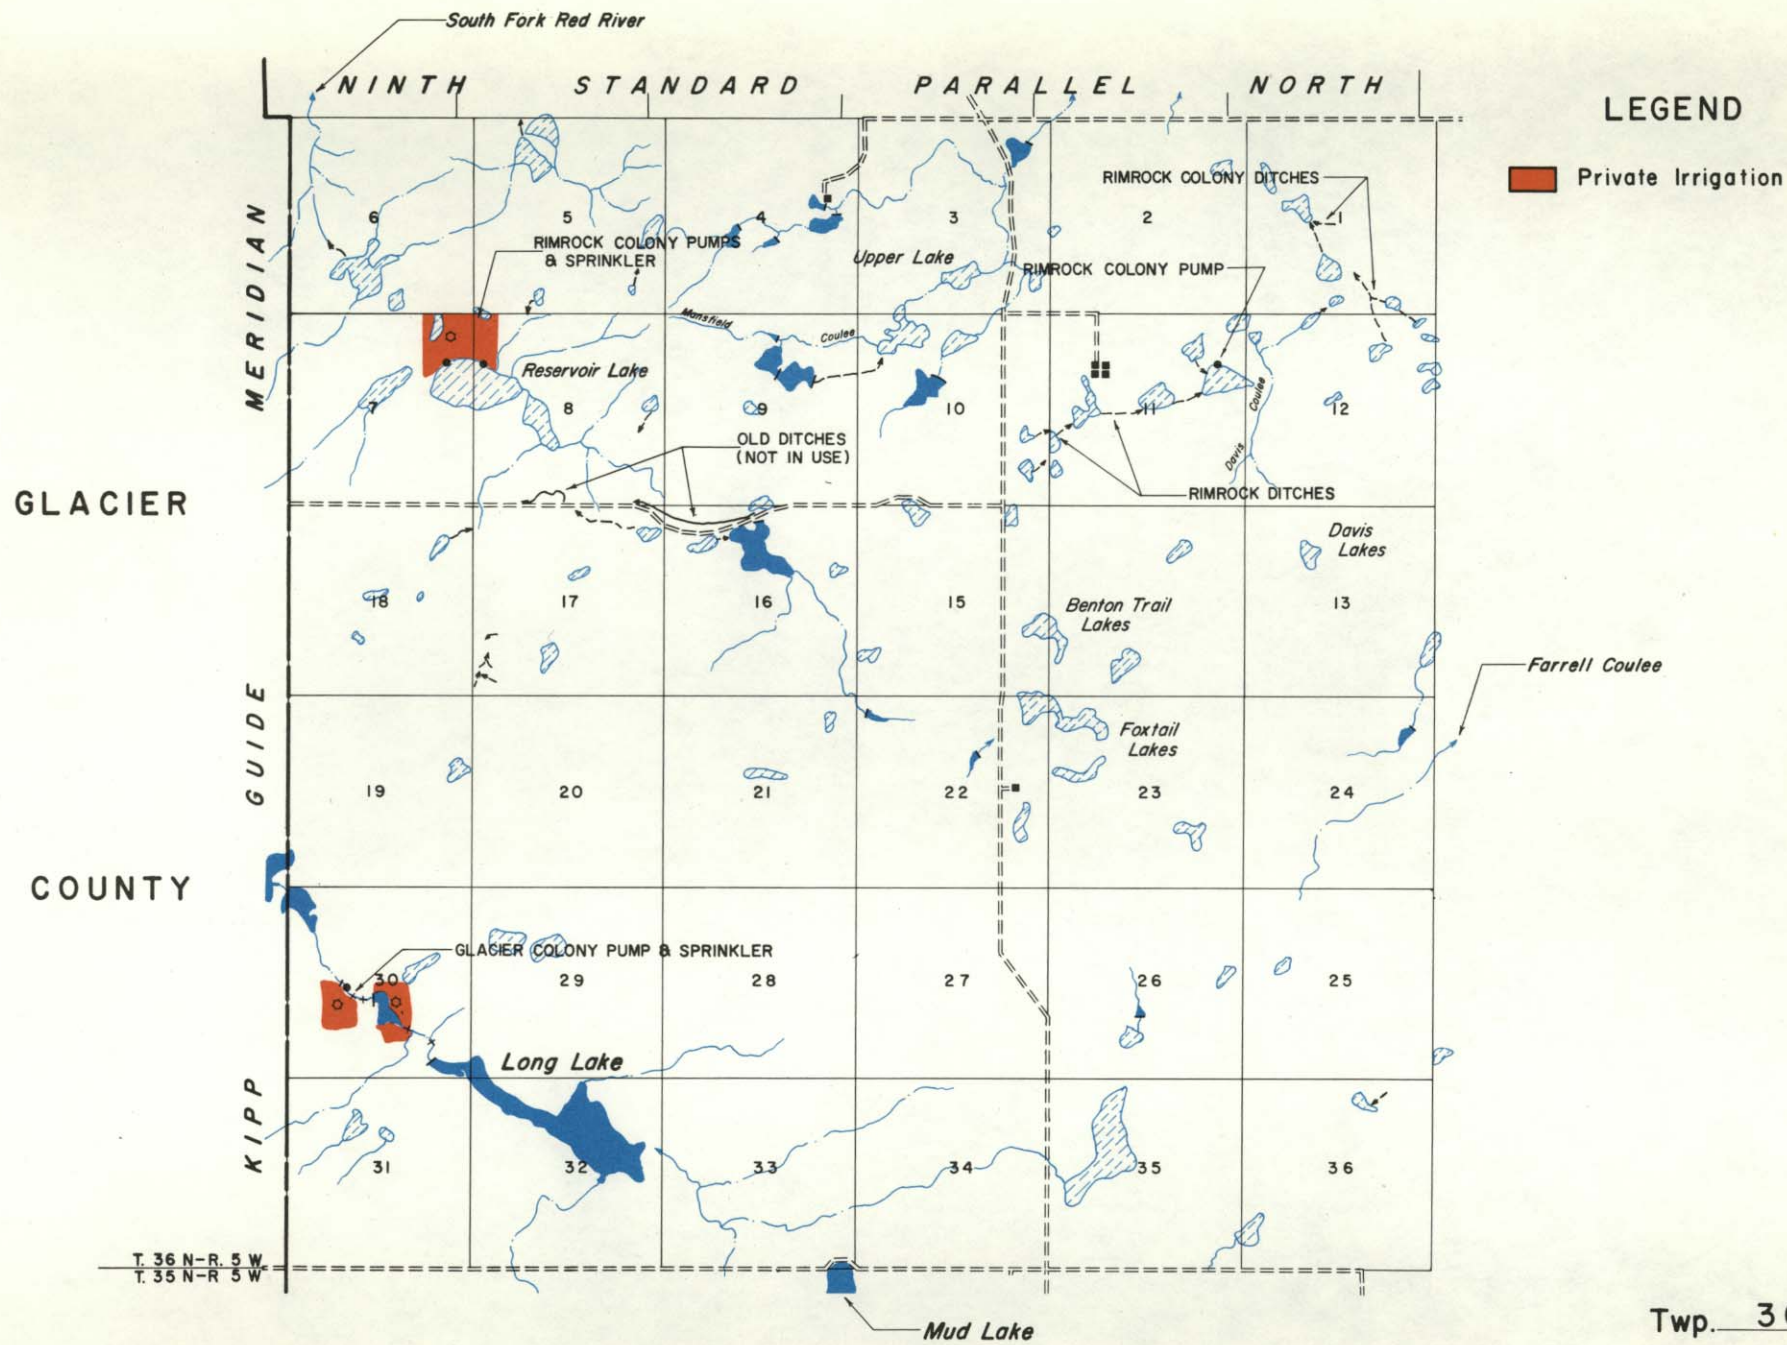 South Fork Red River
NINTH STANDARD PARALLEL NORTH
LEGEND
Private Irrigation
RIMROCK COLONY DITCHES
6 5 4 3 2 1
RIMROCK COLONY PUMPS
& SPRINKLER
Upper Lake
RIMROCK COLONY PUMP
MERIDIAN
Mansfield Coulee
Reservoir Lake
7 8 9 10 11 12
Davis Coulee
OLD DITCHES
(NOT IN USE)
RIMROCK DITCHES
GLACIER
Davis
Lakes
18 17 16 15 13
Benton Trail
Lakes
Farrell Coulee
GUIDE
Foxtail
Lakes
19 20 21 22 23 24
COUNTY
GLACIER COLONY PUMP & SPRINKLER
30 29 28 27 26 25
Long Lake
KIPP
31 32 33 34 35 36
T. 36 N-R. 5 W
T. 35 N-R. 5 W
Mud Lake
Twp.